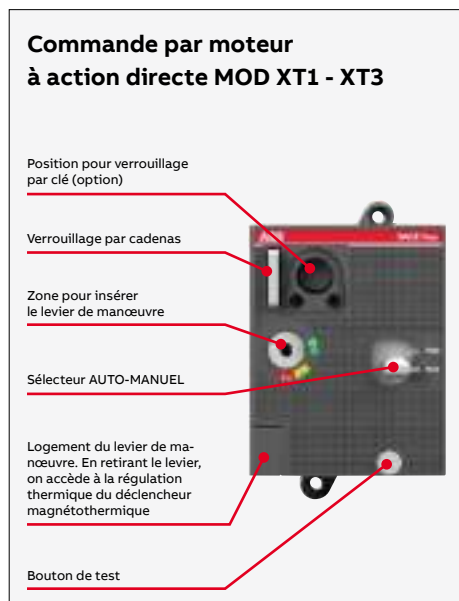 Commande par moteur
à action directe MOD XT1 - XT3
Position pour verrouillage
par clé (option)
Verrouillage par cadenas
Zone pour insérer
le levier de manœuvre
Sélecteur AUTO-MANUEL
Logement du levier de ma-
nœuvre. En retirant le levier,
on accède à la régulation
thermique du déclencheur
magnétothermique
Bouton de test